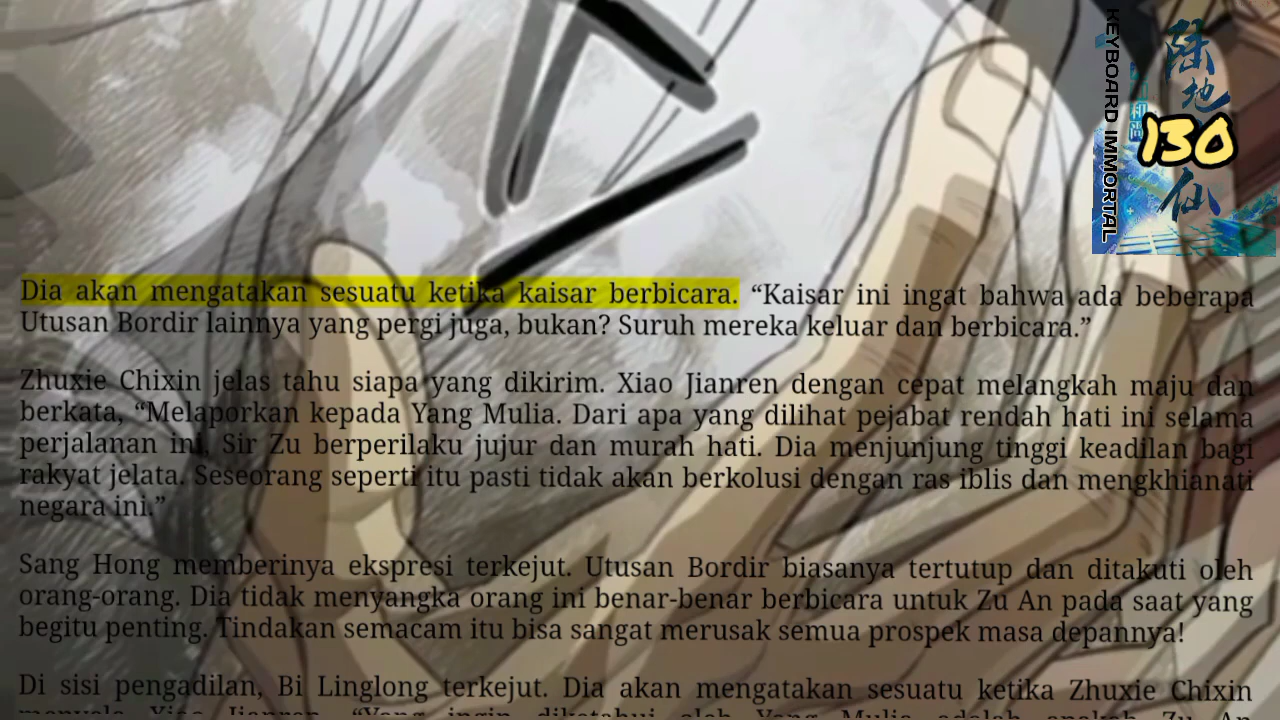 KEYBOARD IMMORTAL
陆地
130
仙
Dia akan mengatakan sesuatu ketika kaisar berbicara. “Kaisar ini ingat bahwa ada beberapa
Utusan Bordir lainnya yang pergi juga, bukan? Suruh mereka keluar dan berbicara.”
Zhuxie Chixin jelas tahu siapa yang dikirim. Xiao Jianren dengan cepat melangkah maju dan
berkata, “Melaporkan kepada Yang Mulia. Dari apa yang dilihat pejabat rendah hati ini selama
perjalanan ini, Sir Zu berperilaku jujur dan murah hati. Dia menjunjung tinggi keadilan bagi
rakyat jelata. Seseorang seperti itu pasti tidak akan berkolusi dengan ras iblis dan mengkhianati
negara ini.”
Sang Hong memberinya ekspresi terkejut. Utusan Bordir biasanya tertutup dan ditakuti oleh
orang-orang. Dia tidak menyangka orang ini benar-benar berbicara untuk Zu An pada saat yang
begitu penting. Tindakan semacam itu bisa sangat merusak semua prospek masa depannya!
Di sisi pengadilan, Bi Linglong terkejut. Dia akan mengatakan sesuatu ketika Zhuxie Chixin